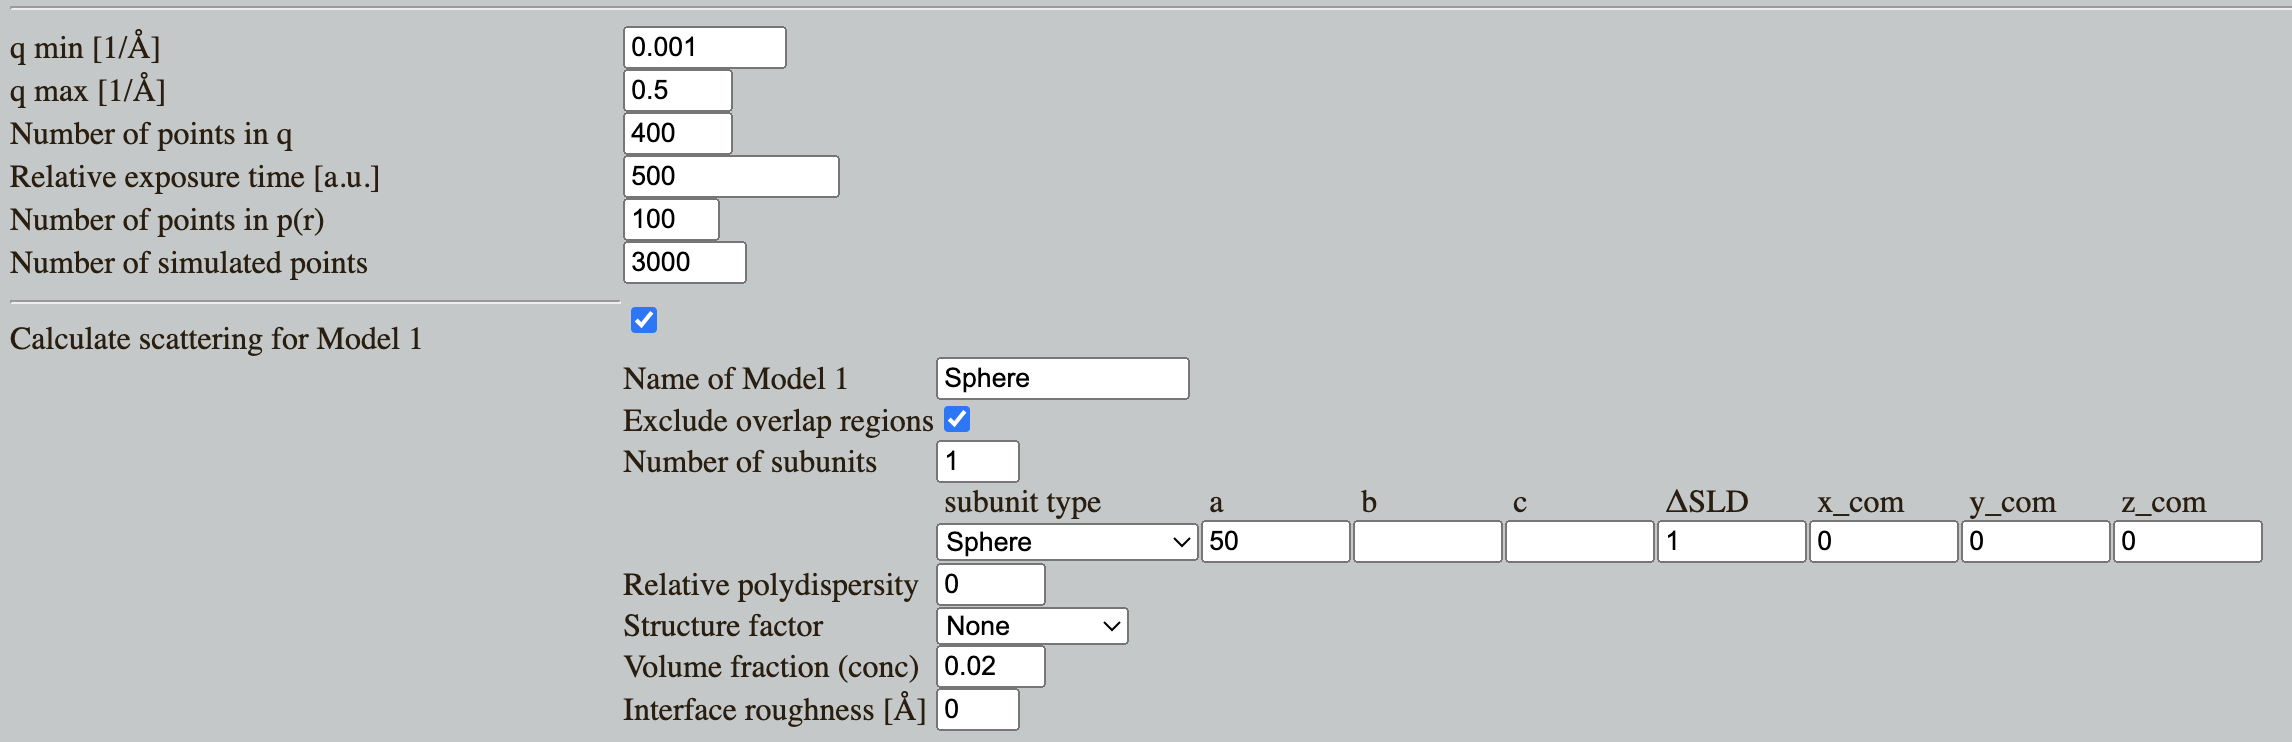 q min [1/Å] 0.001
q max [1/Å] 0.5
Number of points in q 400
Relative exposure time [a.u.] 500
Number of points in p(r) 100
Number of simulated points 3000
Calculate scattering for Model 1
Name of Model 1 Sphere
Exclude overlap regions
Number of subunits 1
subunit type a b c ΔSLD x_com y_com z_com
Sphere 50 1 0 0 0
Relative polydispersity 0
Structure factor None
Volume fraction (conc) 0.02
Interface roughness [Å] 0